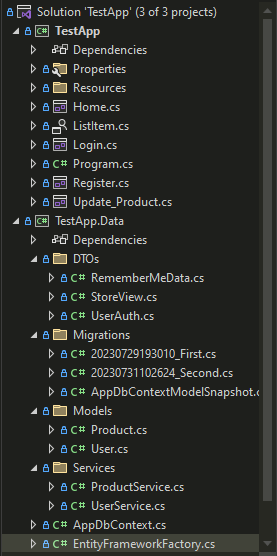 Solution 'TestApp' (3 of 3 projects)
C# TestApp
Dependencies
Properties
Resources
Home.cs
ListItem.cs
Login.cs
C# Program.cs
Register.cs
Update_Product.cs
C# TestApp.Data
Dependencies
DTOs
C# RememberMeData.cs
C# StoreView.cs
C# UserAuth.cs
Migrations
C# 20230729193010_First.cs
C# 20230731102624_Second.cs
C# AppDbContextModelSnapshot.c
Models
C# Product.cs
C# User.cs
Services
C# ProductService.cs
C# UserService.cs
C# AppDbContext.cs
C# EntityFrameworkFactory.cs